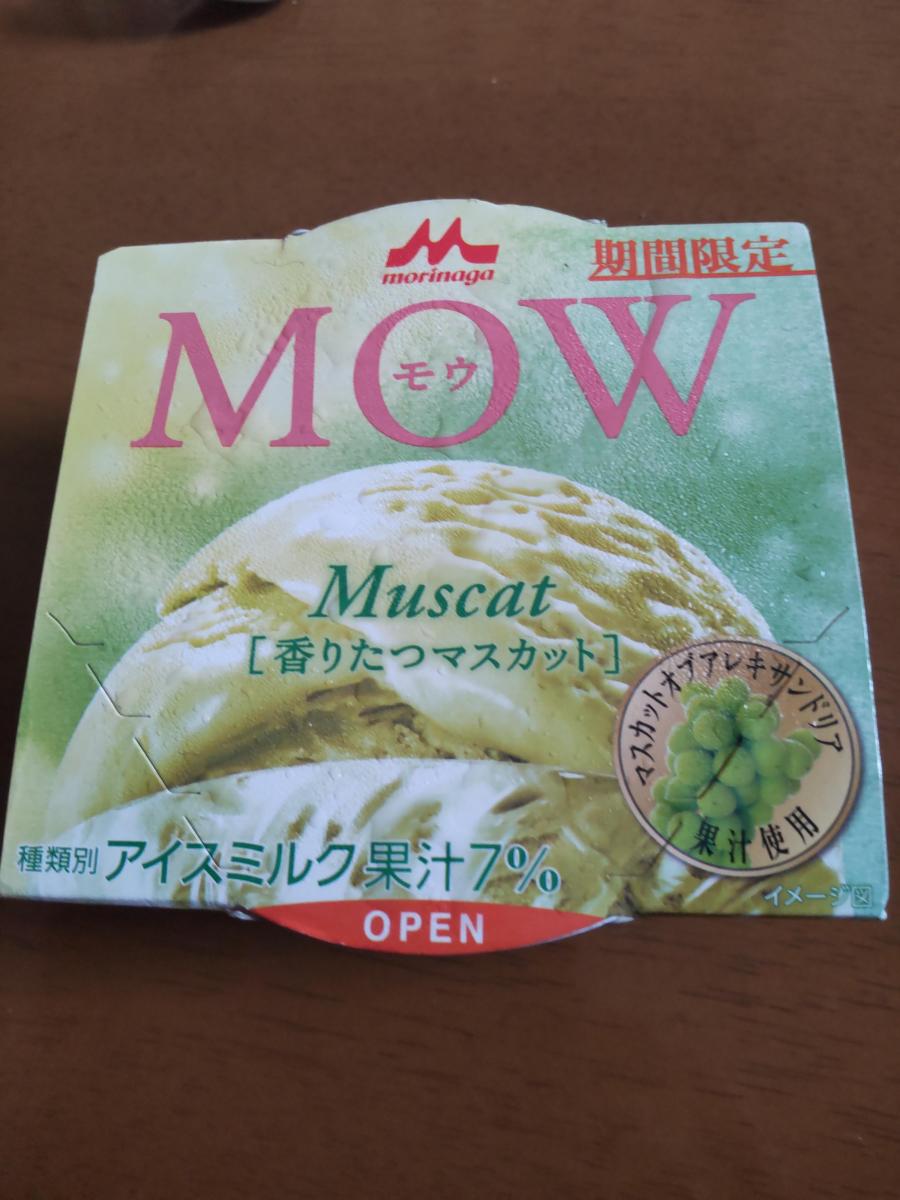 morinaga
期間限定
MOW
モウ
Muscat
[香りたつマスカット]
マスカットオブアレキサンドリア
果汁使用
種類別 アイスミルク 果汁7%
イメージ図
OPEN